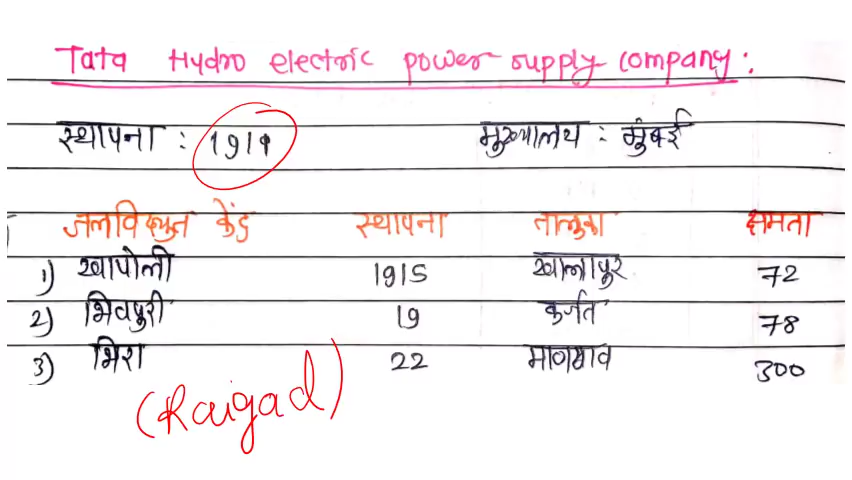 Tata Hydro electric power supply company:
स्थापना : 1911 मुख्यालय : मुंबई
जलविद्युत केंद्र स्थापना तालुका क्षमता
1) खापोली 1915 खालापूर 72
2) भिवपुरी 19 कर्जत 78
3) भिरा 22 माणगाव 300
(Raigad)